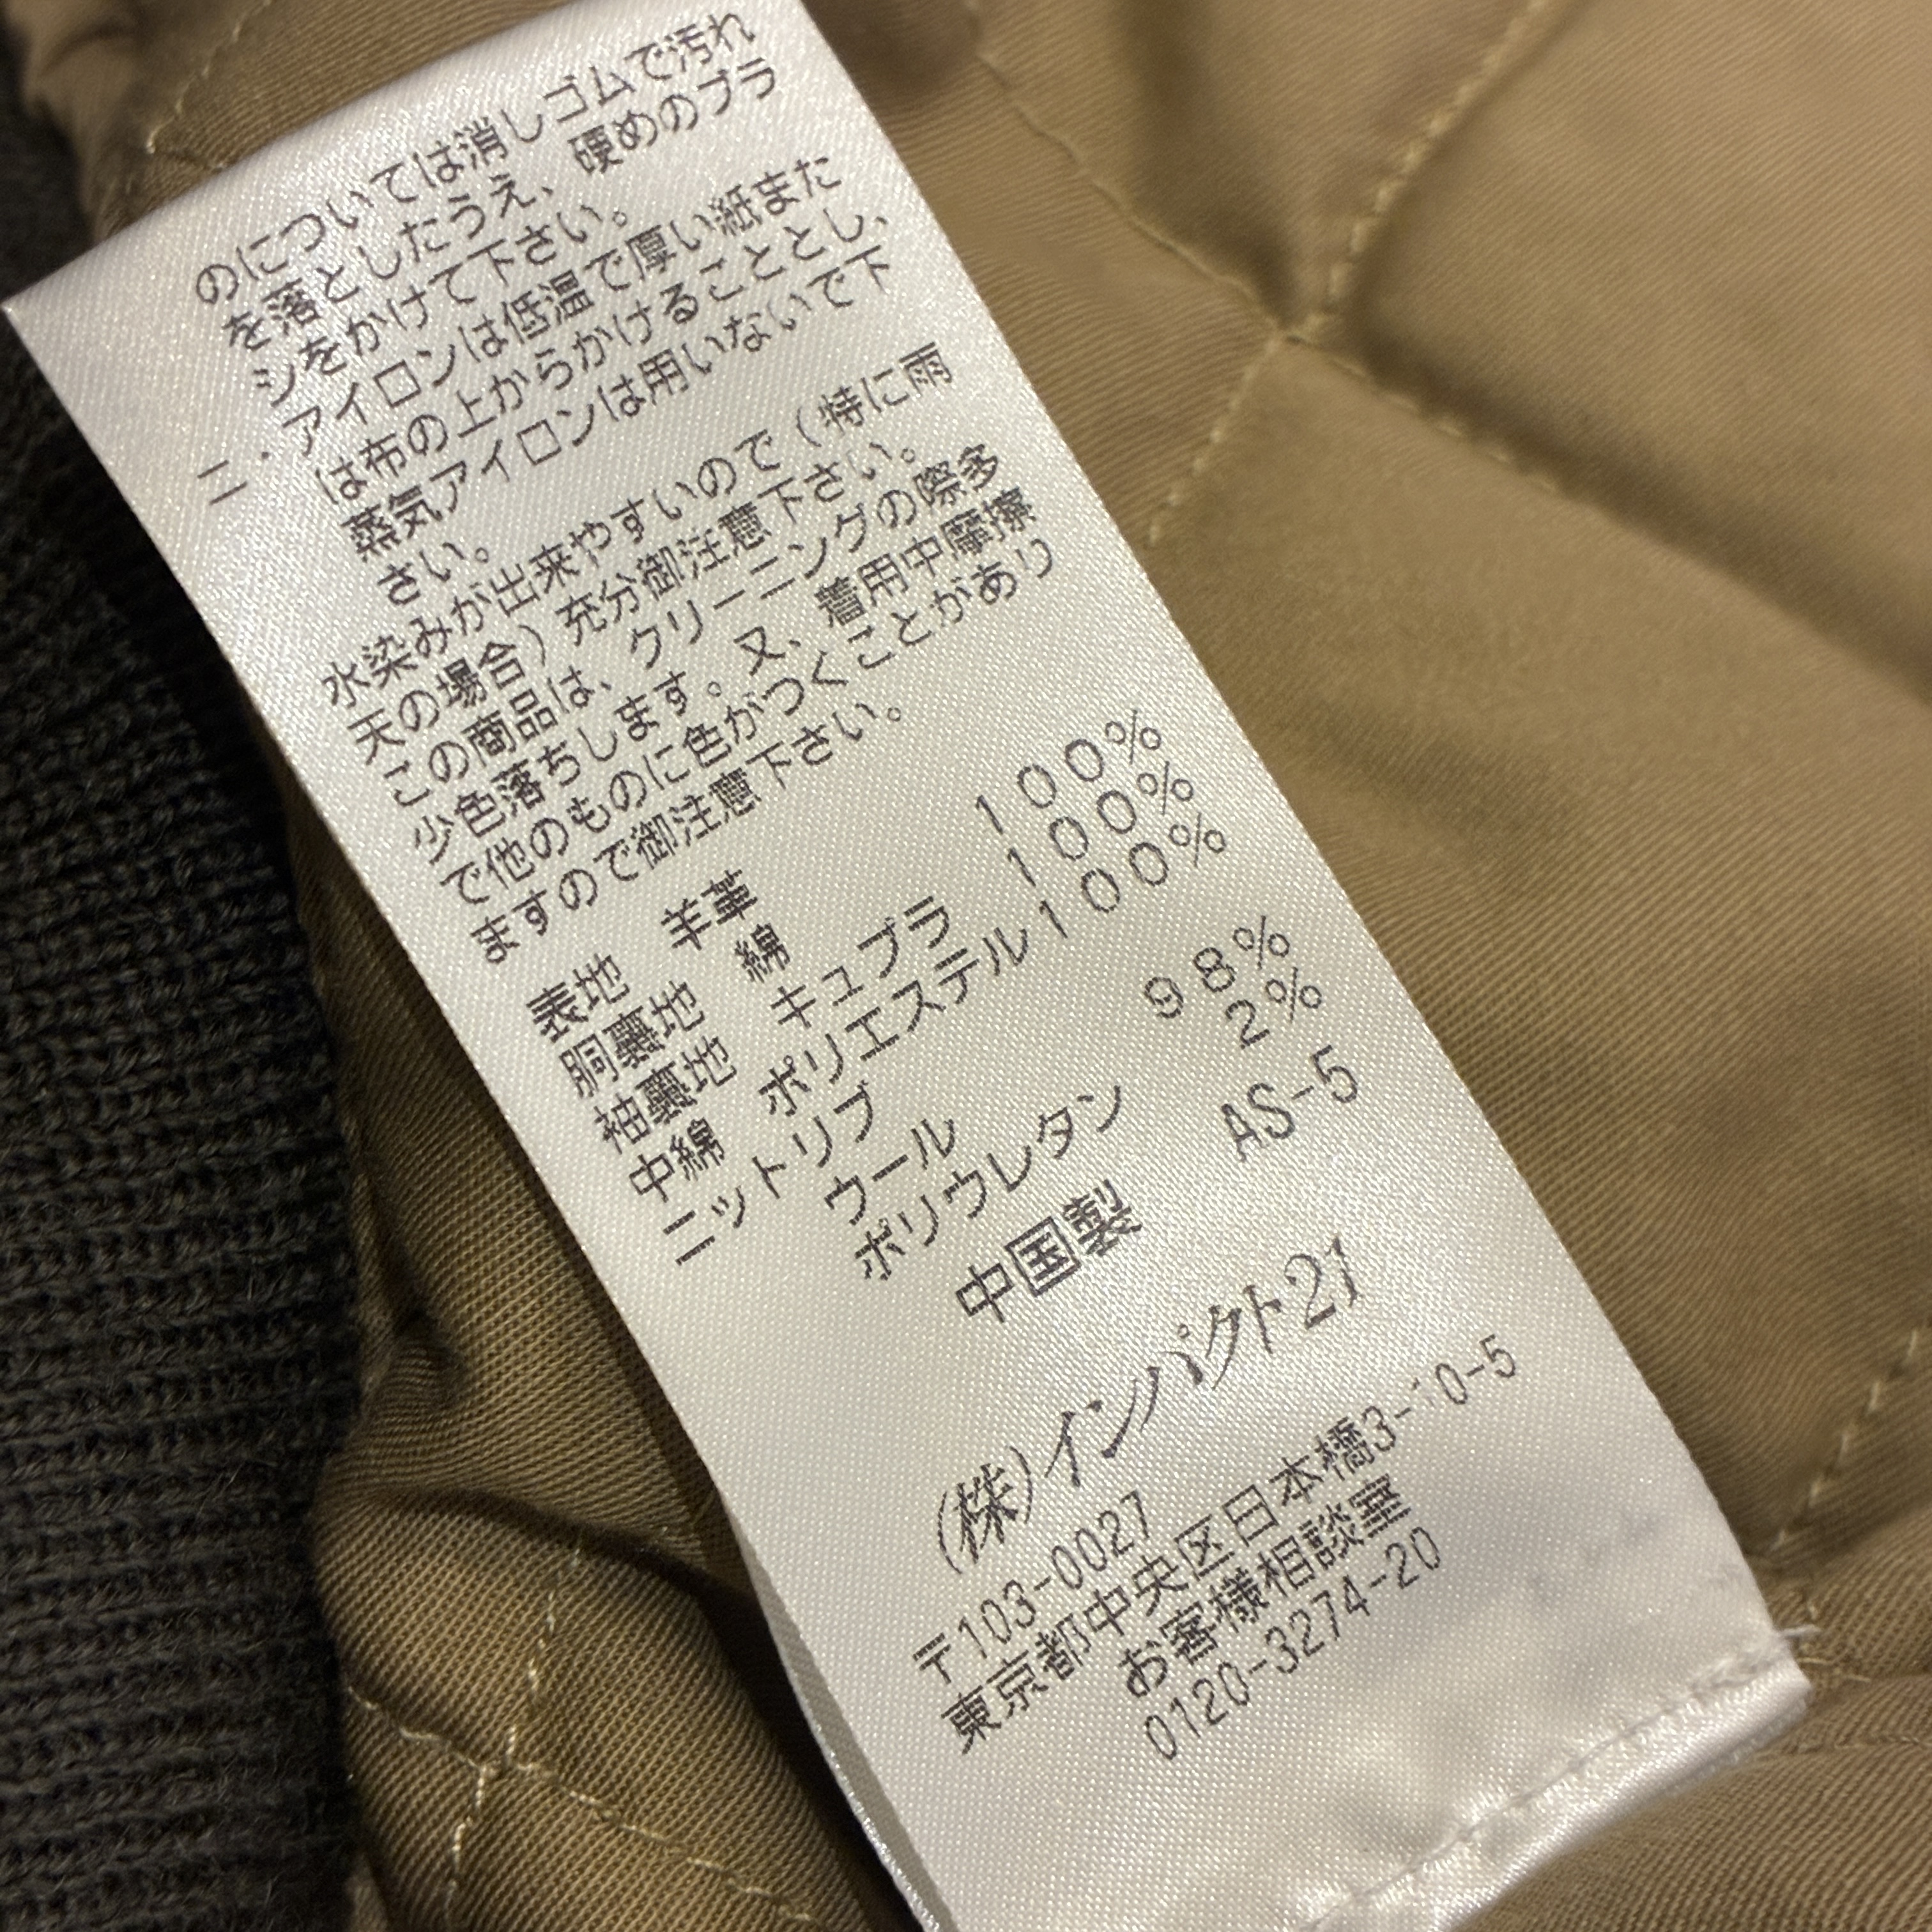 のについては消しゴムで汚れ
を落としたうえ、硬めのブラ
シをかけて下さい。
ニ・アイロンは低温で厚い紙また
は布の上からかけることとし、
蒸気アイロンは用いないで下
さい。
水染みが出来やすいので（特に雨
天の場合）充分御注意下さい。
この商品は、クリーニングの際多
少色落ちします。又、着用中摩擦
で他のものに色がつくことがあり
ますので御注意下さい。
表地 羊革
胴裏地 綿 100%
袖裏地 キュプラ 100%
中綿 ポリエステル 100%
ニットリブ
ウール 98%
ポリウレタン 2%
AS-5
中国製
(株)インパクト21
〒103-0027
東京都中央区日本橋3-10-5
お客様相談室
0120-3274-20